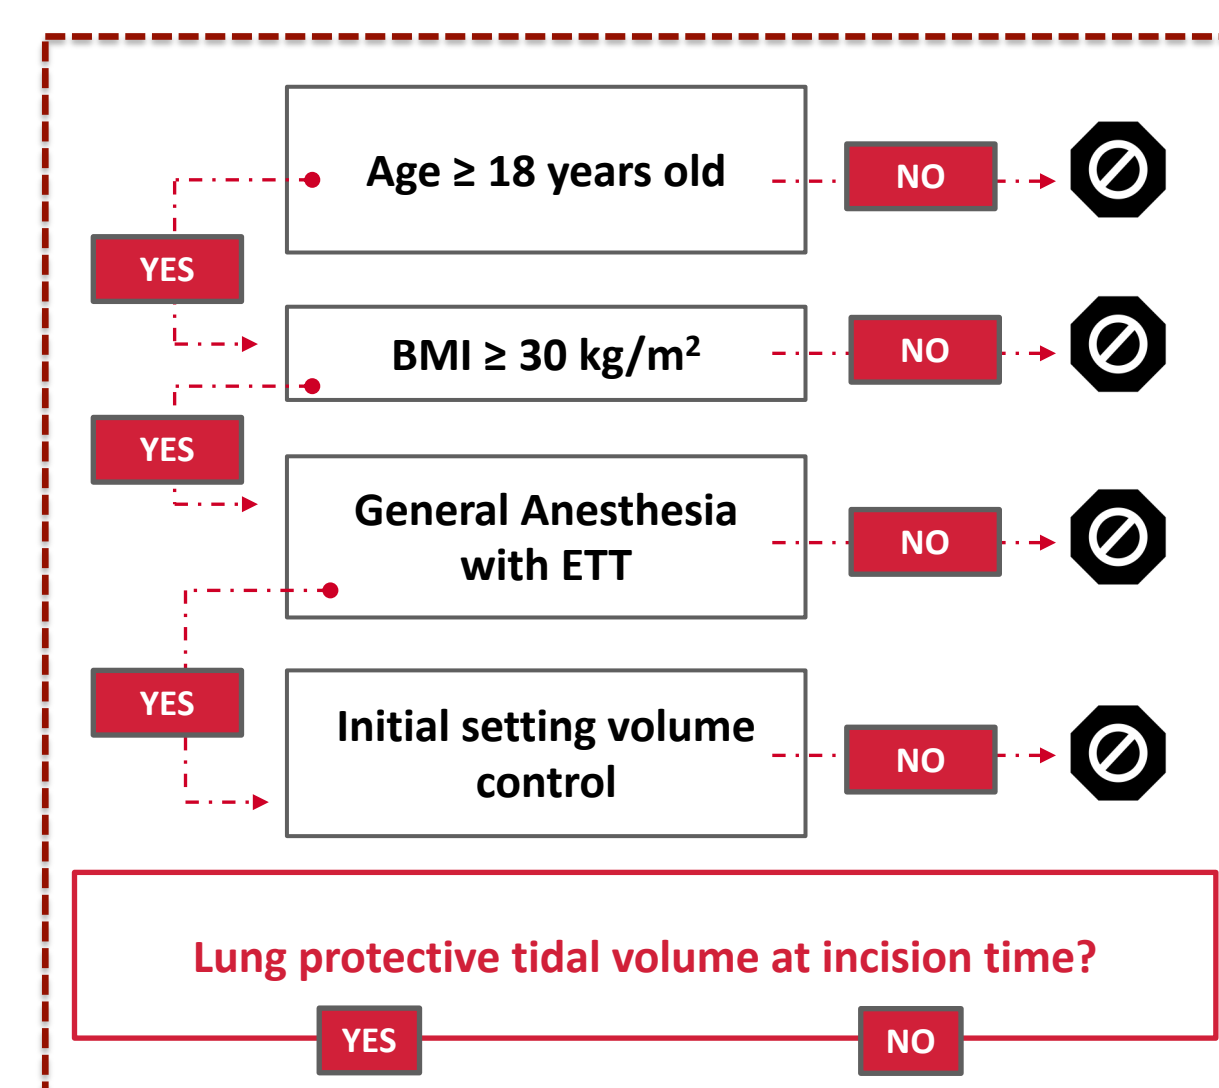 Age ≥ 18 years old
NO
YES
BMI ≥ 30 kg/m²
NO
YES
General Anesthesia
with ETT
NO
YES
Initial setting volume
control
NO
Lung protective tidal volume at incision time?
YES
NO